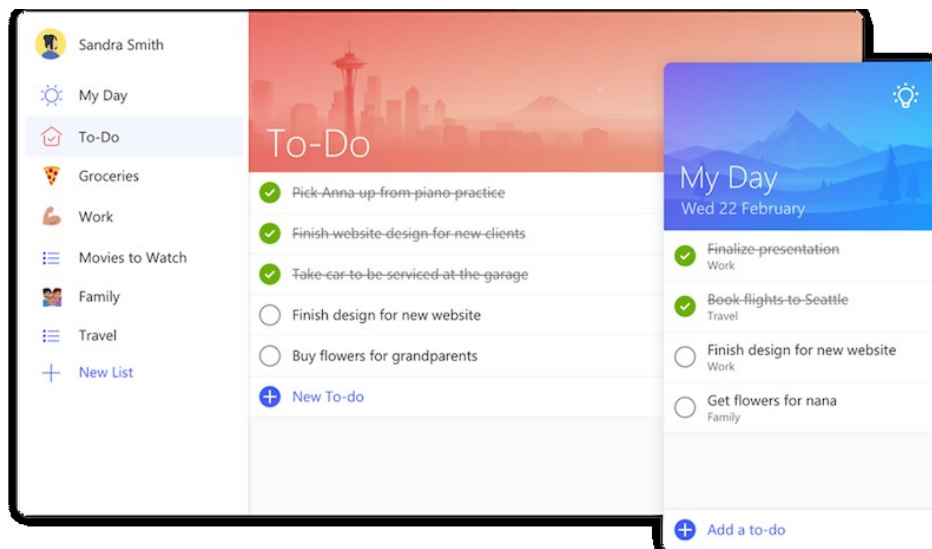 Sandra Smith
My Day
To-Do
Groceries
Work
Movies to Watch
Family
Travel
New List
To-Do
Pick Anna up from piano practice
Finish website design for new clients
Take car to be serviced at the garage
Finish design for new website
Buy flowers for grandparents
New To-do
My Day
Wed 22 February
Finalize presentation
Work
Book flights to Seattle
Travel
Finish design for new website
Work
Get flowers for nana
Family
Add a to-do